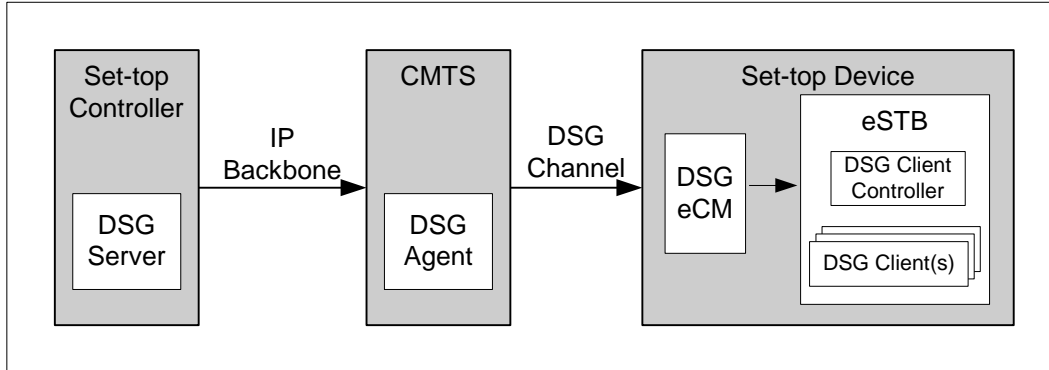 Set-top
Controller
DSG
Server
IP
Backbone
CMTS
DSG
Agent
DSG
Channel
Set-top Device
DSG
eCM
eSTB
DSG Client
Controller
DSG Client(s)